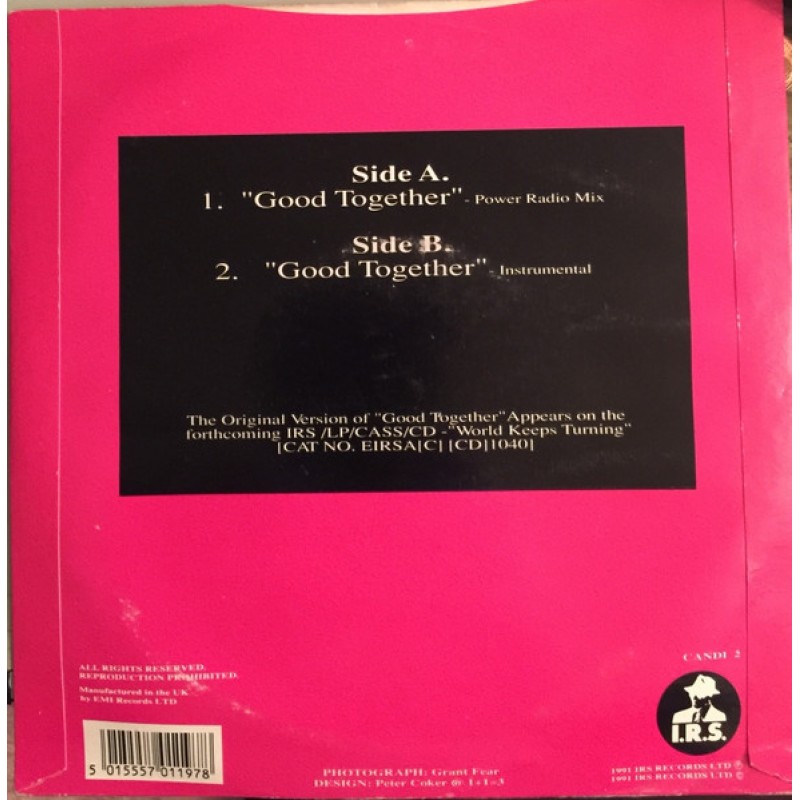 Side A.
1. "Good Together" - Power Radio Mix
Side B.
2. "Good Together" - Instrumental
The Original Version of "Good Together" Appears on the
forthcoming IRS /LP/CASS/CD -"World Keeps Turning"
[CAT NO. EIRSA[C] [CD]1040]
CANDI 2
ALL RIGHTS RESERVED.
REPRODUCTION PROHIBITED.
Manufactured in the UK
by EMI Records LTD
I.R.S.
5 015557 011978
PHOTOGRAPH: Grant Fear
DESIGN: Peter Coker @ 1+1=3
1991 IRS RECORDS LTD ℗
1991 IRS RECORDS LTD ©